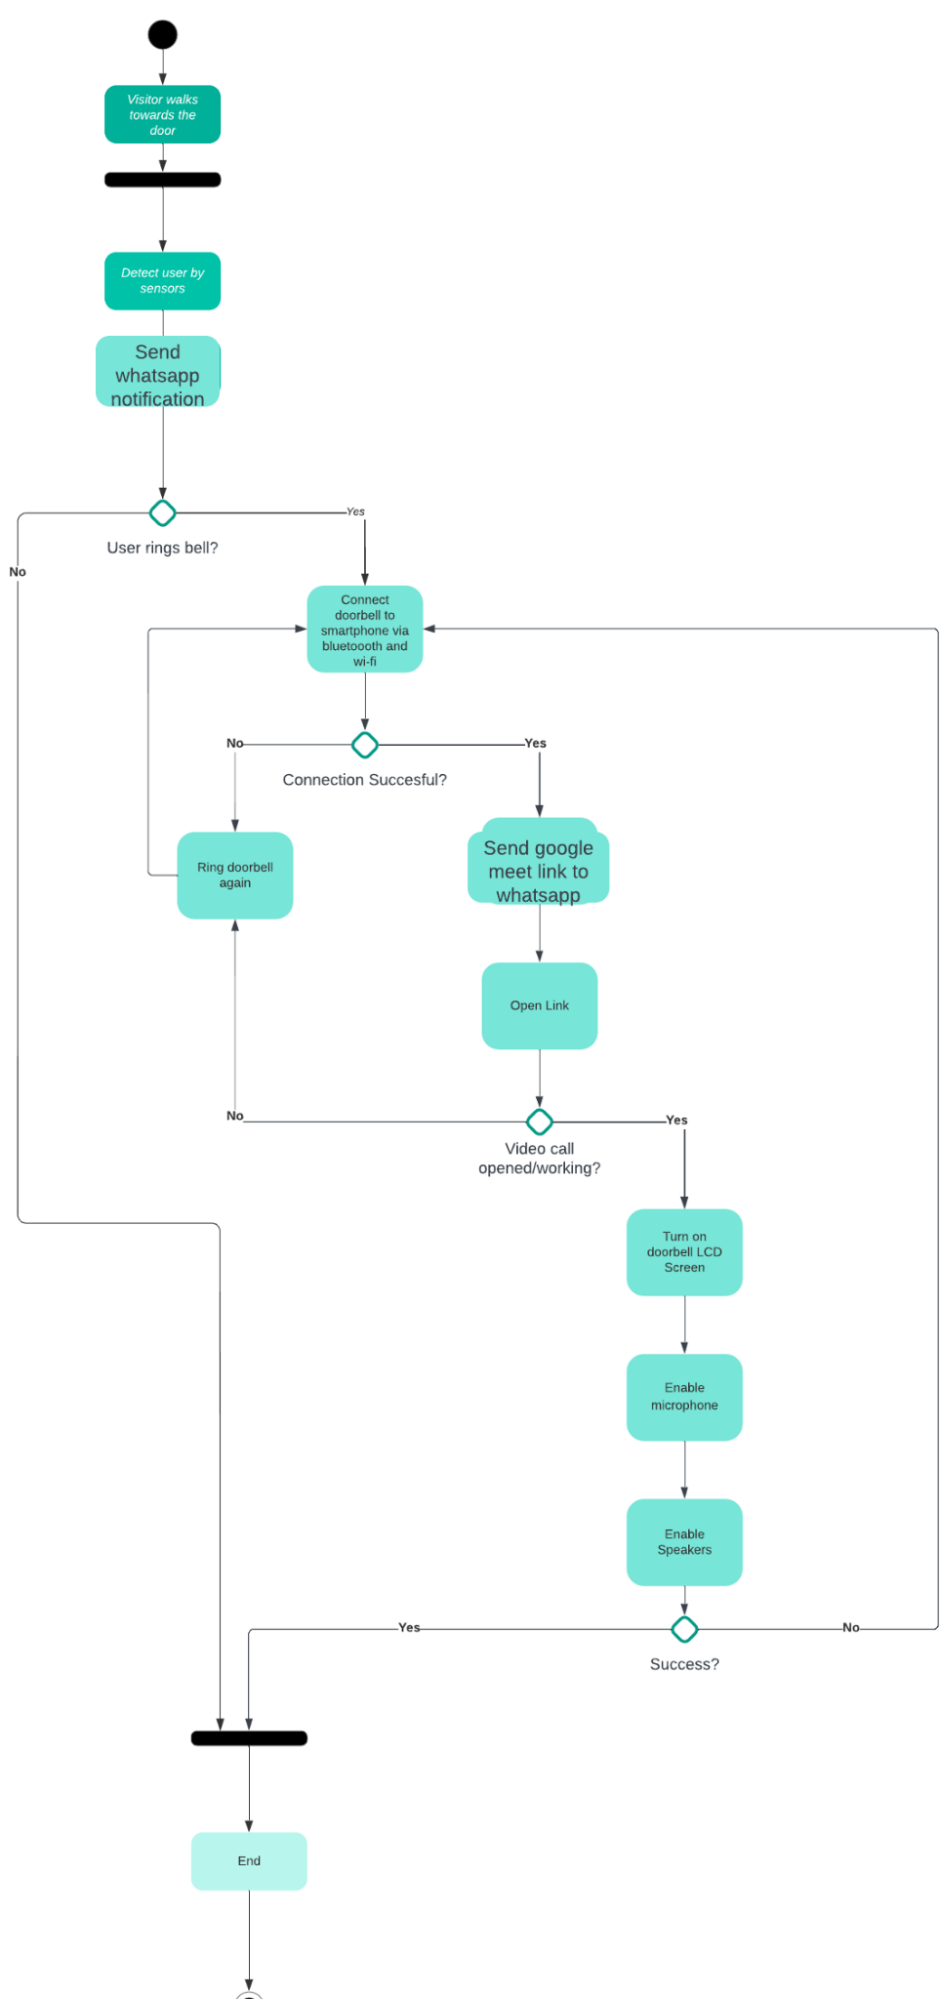 Visitor walks
towards the
door
Detect user by
sensors
Send
whatsapp
notification
Yes
User rings bell?
No
Connect
doorbell to
smartphone via
bluetoooth and
wi-fi
No
Yes
Connection Succesful?
Ring doorbell
again
Send google
meet link to
whatsapp
Open Link
No
Yes
Video call
opened/working?
Turn on
doorbell LCD
Screen
Enable
microphone
Enable
Speakers
Yes
No
Success?
End